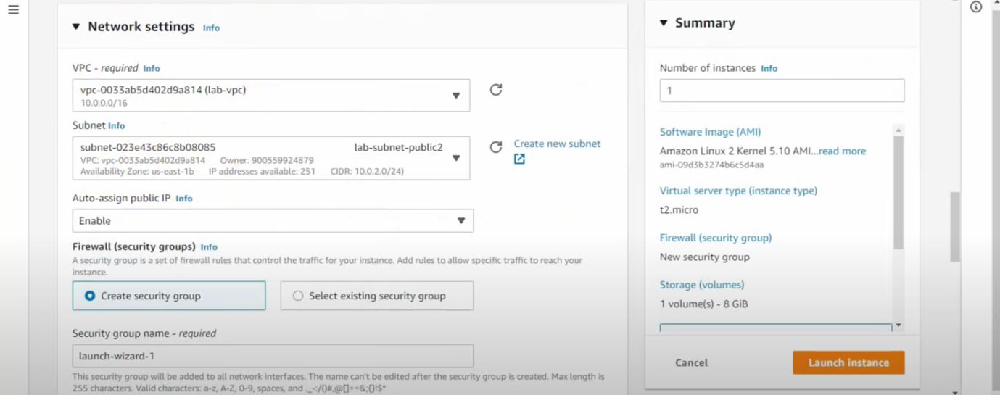 Network settings Info
VPC - required Info
vpc-0033ab5d402d9a814 (lab-vpc)
10.0.0.0/16
Subnet Info
subnet-023e43c86c8b08085 lab-subnet-public2
VPC: vpc-0033ab5d402d9a814 Owner: 900559924879
Availability Zone: us-east-1b IP addresses available: 251 CIDR: 10.0.2.0/24)
Create new subnet
Auto-assign public IP Info
Enable
Firewall (security groups) Info
A security group is a set of firewall rules that control the traffic for your instance. Add rules to allow specific traffic to reach your
instance.
Create security group
Select existing security group
Security group name - required
launch-wizard-1
This security group will be added to all network interfaces. The name can't be edited after the security group is created. Max length is
255 characters. Valid characters: a-z, A-Z, 0-9, spaces, and ._-:/()#,@[]+=&;{}!$*
Summary
Number of instances Info
1
Software Image (AMI)
Amazon Linux 2 Kernel 5.10 AMI...read more
ami-09d3b3274b6c5d4aa
Virtual server type (instance type)
t2.micro
Firewall (security group)
New security group
Storage (volumes)
1 volume(s) - 8 GiB
Cancel
Launch instance